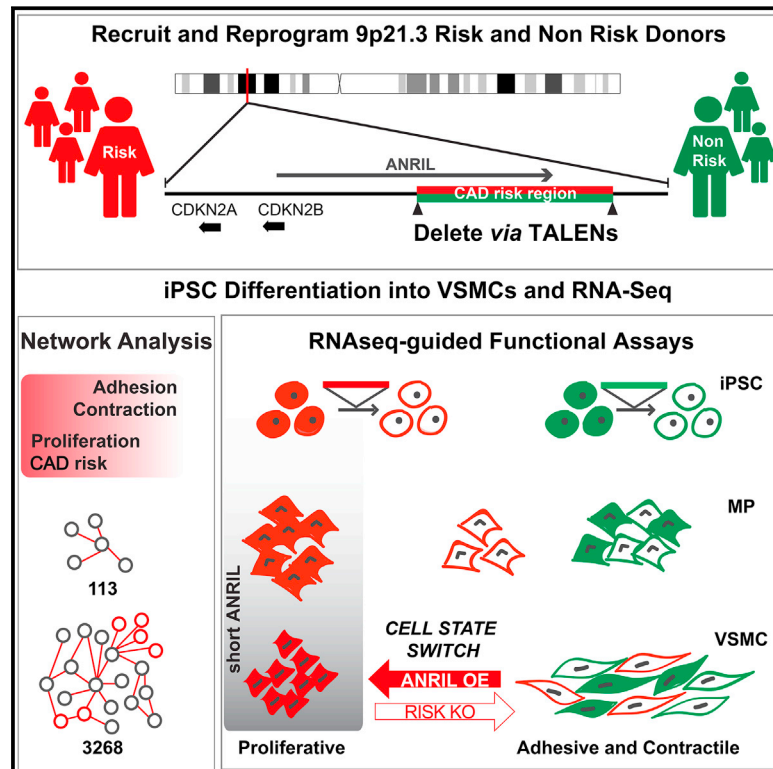 Recruit and Reprogram 9p21.3 Risk and Non Risk Donors
Risk
Non
Risk
ANRIL
CAD risk region
CDKN2A
CDKN2B
Delete via TALENs
iPSC Differentiation into VSMCs and RNA-Seq
Network Analysis
Adhesion
Contraction
Proliferation
CAD risk
113
3268
RNAseq-guided Functional Assays
iPSC
MP
short ANRIL
CELL STATE
SWITCH
VSMC
ANRIL OE
RISK KO
Proliferative
Adhesive and Contractile